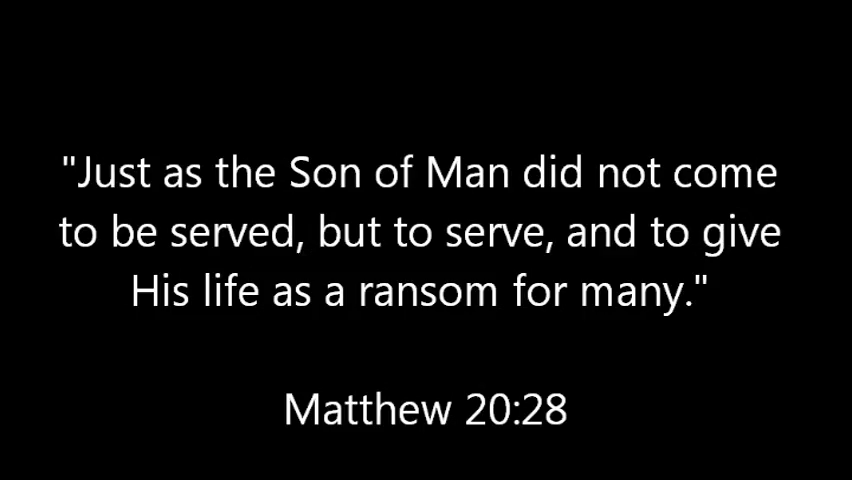 "Just as the Son of Man did not come
to be served, but to serve, and to give
His life as a ransom for many."
Matthew 20:28